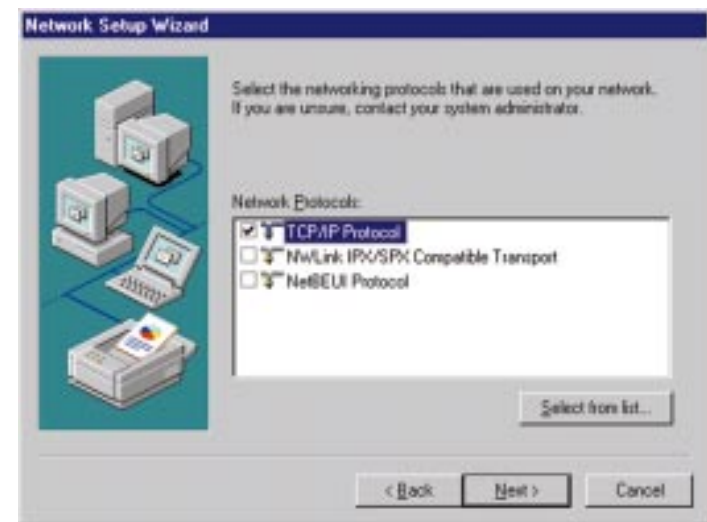 Network Setup Wizard
Select the networking protocols that are used on your network.
If you are unsure, contact your system administrator.
Network Protocols:
TCP/IP Protocol
NWLink IPX/SPX Compatible Transport
NetBEUI Protocol
Select from list...
< Back
Next >
Cancel